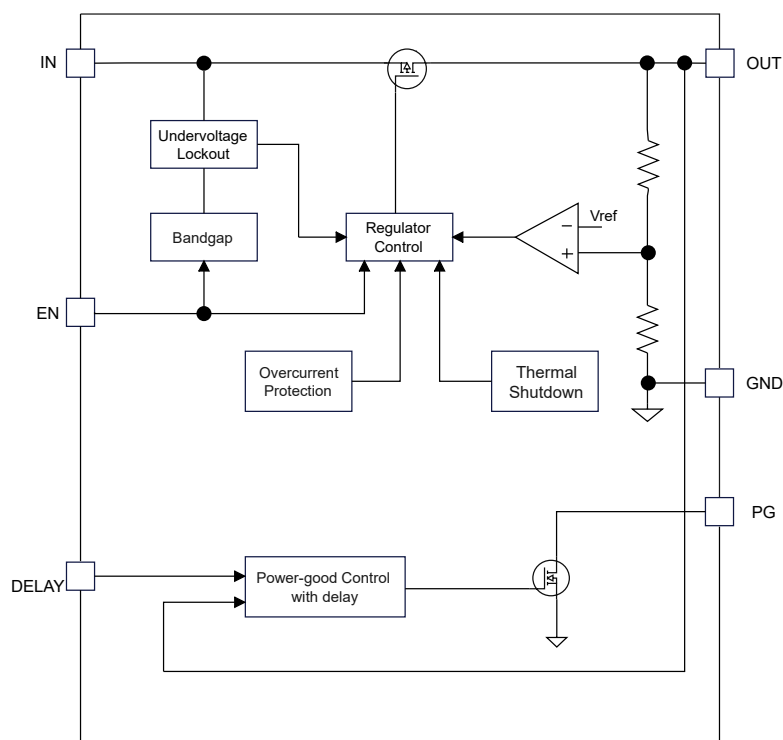 IN
OUT
Undervoltage
Lockout
Bandgap
Regulator
Control
Vref
−
+
EN
Overcurrent
Protection
Thermal
Shutdown
GND
PG
DELAY
Power-good Control
with delay